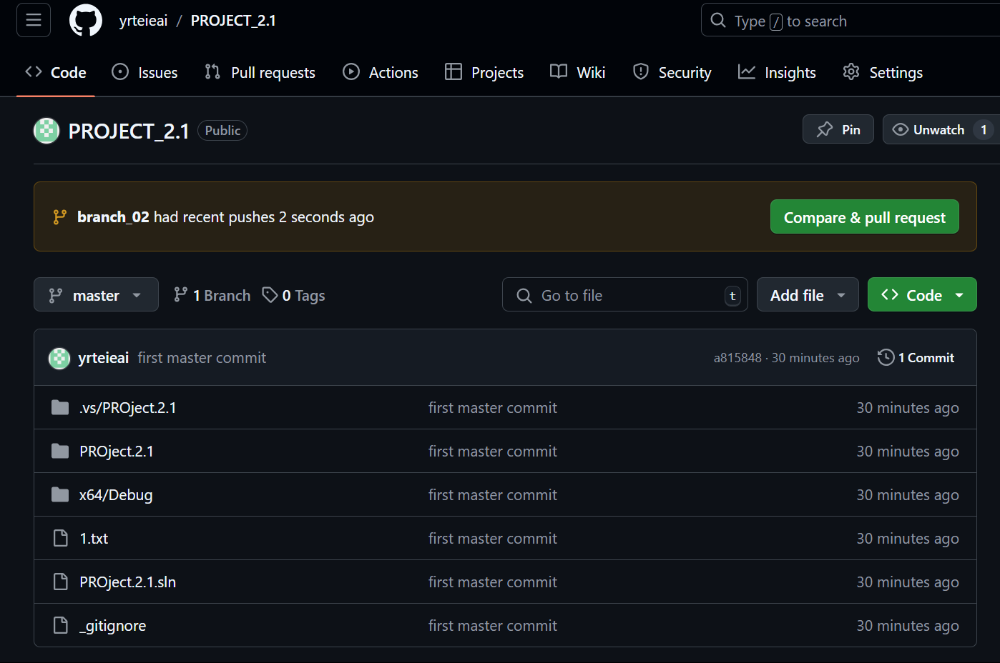 yrteieai / PROJECT_2.1 Type / to search
Code Issues Pull requests Actions Projects Wiki Security Insights Settings
PROJECT_2.1 Public Pin Unwatch 1
branch_02 had recent pushes 2 seconds ago Compare & pull request
master 1 Branch 0 Tags Go to file t Add file Code
yrteieai first master commit a815848 · 30 minutes ago 1 Commit
.vs/PROject.2.1 first master commit 30 minutes ago
PROject.2.1 first master commit 30 minutes ago
x64/Debug first master commit 30 minutes ago
1.txt first master commit 30 minutes ago
PROject.2.1.sln first master commit 30 minutes ago
_gitignore first master commit 30 minutes ago